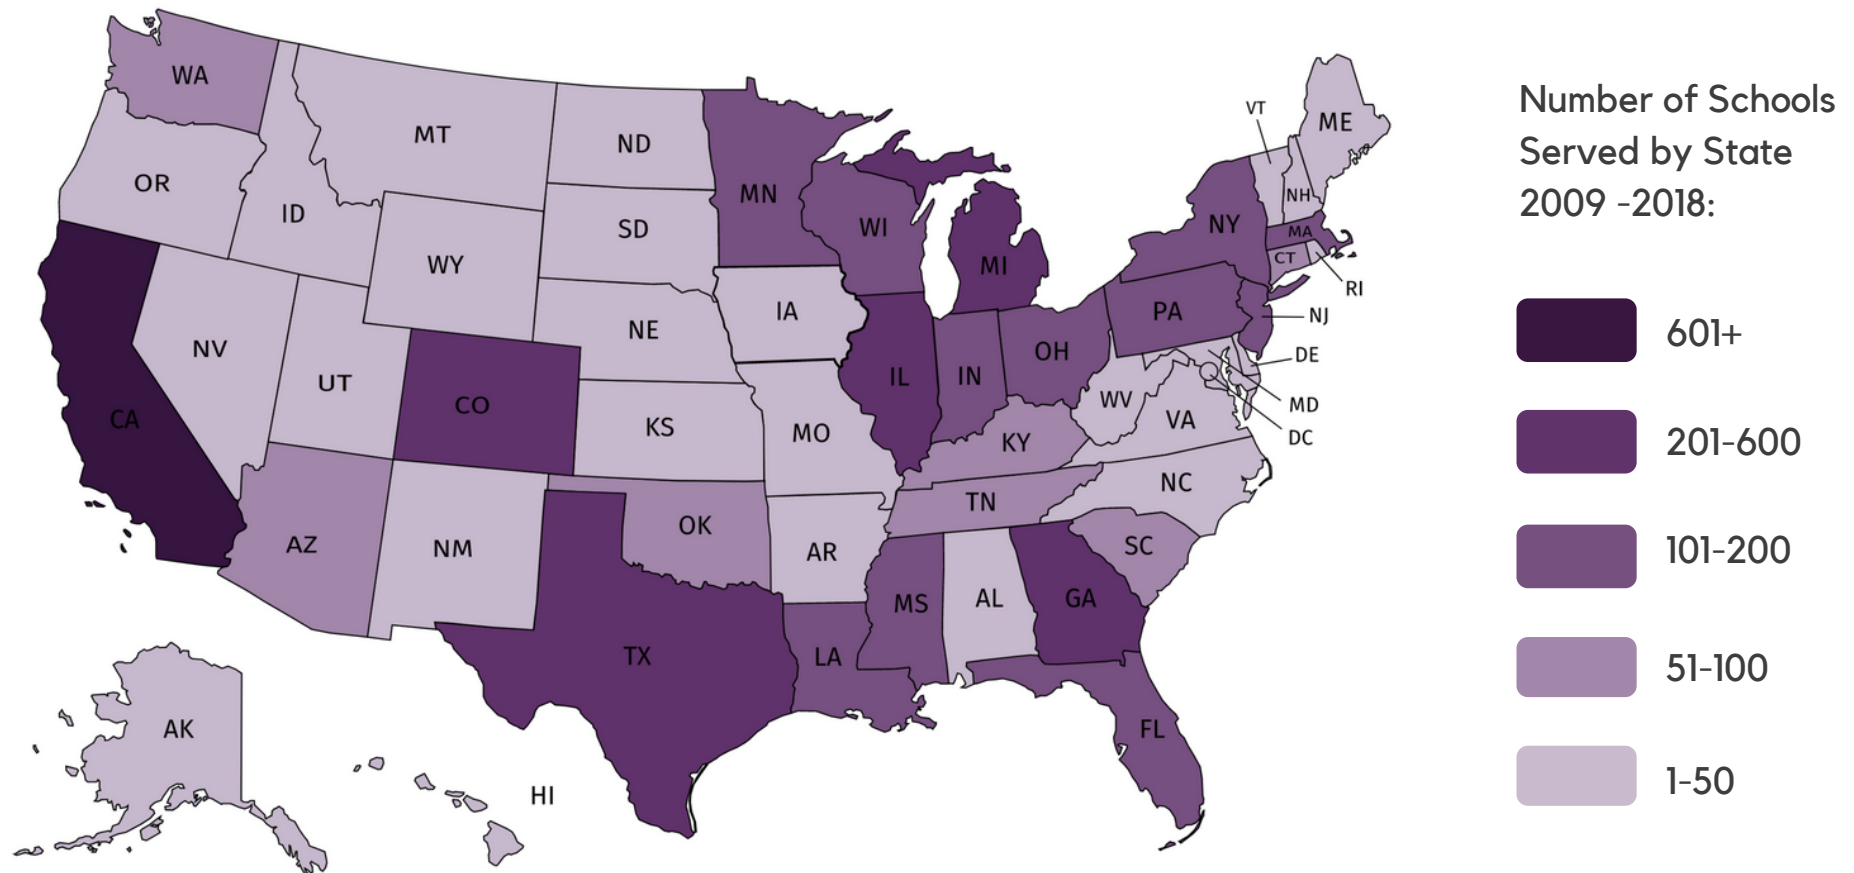 Number of Schools
Served by State
2009 -2018:
601+
201-600
101-200
51-100
1-50
WA
OR
CA
NV
ID
MT
WY
UT
CO
AZ
NM
ND
SD
NE
KS
OK
TX
MN
IA
MO
AR
LA
WI
IL
MI
IN
OH
KY
TN
MS
AL
GA
FL
SC
NC
VA
WV
PA
NY
VT
NH
ME
MA
CT
RI
NJ
DE
MD
DC
AK
HI